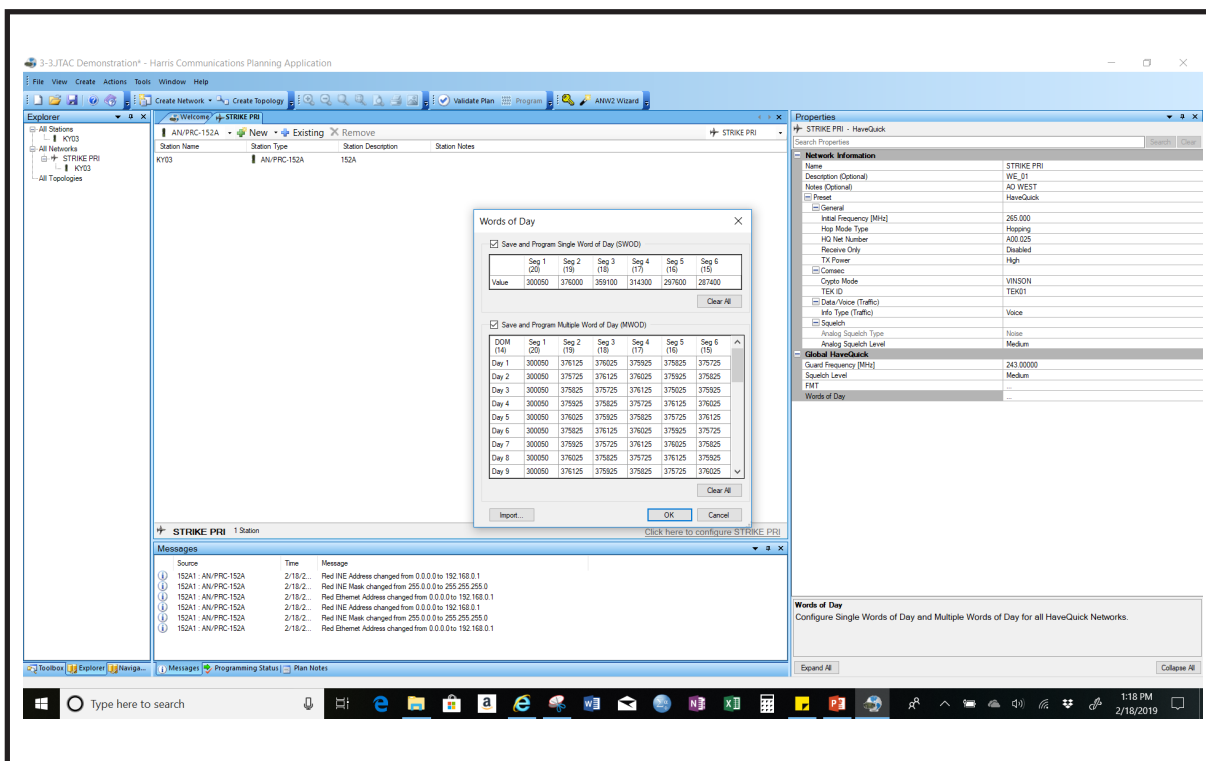 3-3JTAC Demonstration* - Harris Communications Planning Application
File View Create Actions Tools Window Help
Create Network Create Topology Validate Plan Program ANW2 Wizard
Explorer
All Stations
KY03
All Networks
STRIKE PRI
KY03
All Topologies
Welcome STRIKE PRI
AN/PRC-152A New Existing Remove STRIKE PRI
Station Name Station Type Station Description Station Notes
KY03 AN/PRC-152A 152A
Words of Day
Save and Program Single Word of Day (SWOD)
Seg 1 (20) Seg 2 (19) Seg 3 (18) Seg 4 (17) Seg 5 (16) Seg 6 (15)
Value 300050 376000 359100 314300 297600 287400
Clear All
Save and Program Multiple Word of Day (MWOD)
DOM (14) Seg 1 (20) Seg 2 (19) Seg 3 (18) Seg 4 (17) Seg 5 (16) Seg 6 (15)
Day 1 300050 376125 376025 375925 375825 375725
Day 2 300050 375725 376125 376025 375925 375825
Day 3 300050 375825 375725 376125 375025 375925
Day 4 300050 375925 375825 375725 376125 376025
Day 5 300050 376025 375925 375825 375725 376125
Day 6 300050 375825 376125 376025 375925 375725
Day 7 300050 375925 375725 376125 376025 375825
Day 8 300050 376025 375825 375725 376125 375925
Day 9 300050 376125 375925 375825 375725 376025
Clear All
Import... OK Cancel
STRIKE PRI 1 Station Click here to configure STRIKE PRI
Messages
Source Time Message
152A1 : AN/PRC-152A 2/18/2... Red INE Address changed from 0.0.0.0 to 192.168.0.1
152A1 : AN/PRC-152A 2/18/2... Red INE Mask changed from 255.0.0.0 to 255.255.255.0
152A1 : AN/PRC-152A 2/18/2... Red Ethernet Address changed from 0.0.0.0 to 192.168.0.1
152A1 : AN/PRC-152A 2/18/2... Red INE Address changed from 0.0.0.0 to 192.168.0.1
152A1 : AN/PRC-152A 2/18/2... Red INE Mask changed from 255.0.0.0 to 255.255.255.0
152A1 : AN/PRC-152A 2/18/2... Red Ethernet Address changed from 0.0.0.0 to 192.168.0.1
Toolbox Explorer Naviga... Messages Programming Status Plan Notes
Properties
STRIKE PRI - HaveQuick
Search Properties Search Clear
Network Information
Name STRIKE PRI
Description (Optional) WE_01
Notes (Optional) AO WEST
Preset HaveQuick
General
Initial Frequency [MHz] 265.000
Hop Mode Type Hopping
HQ Net Number A00.025
Receive Only Disabled
TX Power High
Comsec
Crypto Mode VINSON
TEK ID TEK01
Data/Voice (Traffic)
Info Type (Traffic) Voice
Squelch
Analog Squelch Type Noise
Analog Squelch Level Medium
Global HaveQuick
Guard Frequency [MHz] 243.00000
Squelch Level Medium
FMT ...
Words of Day ...
Words of Day
Configure Single Words of Day and Multiple Words of Day for all HaveQuick Networks.
Expand All Collapse All
Type here to search
1:18 PM
2/18/2019